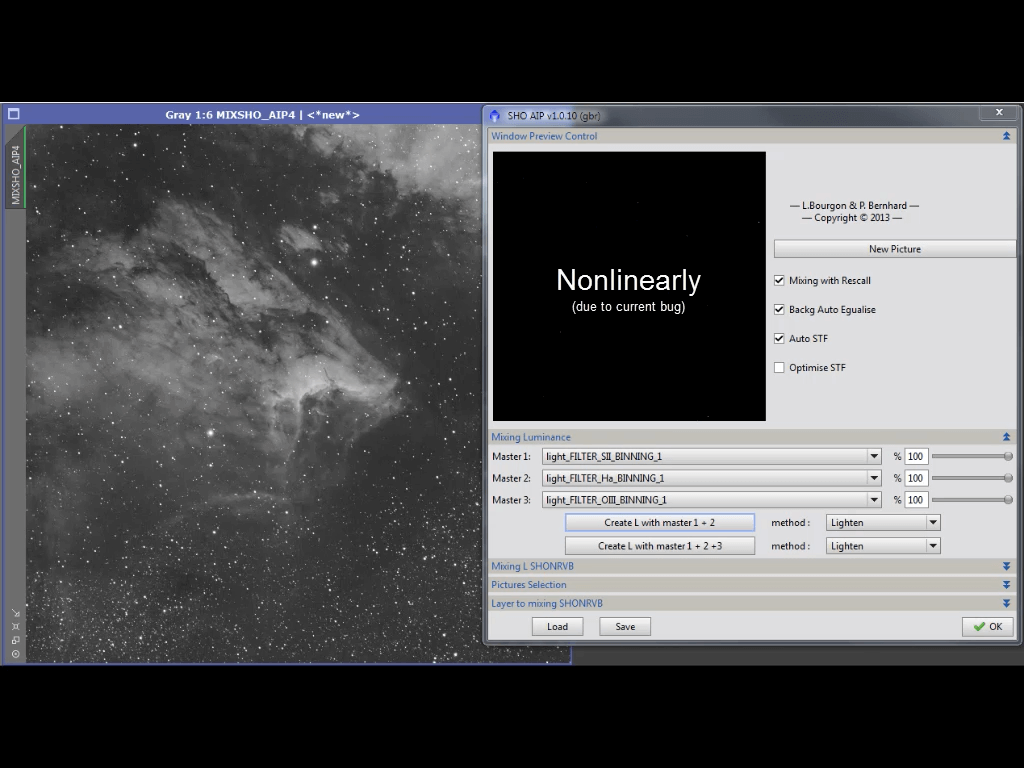 Gray 1:6 MIXSHO_AIP4 | <*new*>
MIXSHO_AIP4
SHO AIP v1.0.10 (gbr)
Window Preview Control
Nonlinearly
(due to current bug)
— L.Bourgon & P. Bernhard —
— Copyright © 2013 —
New Picture
Mixing with Rescall
Backg Auto Equalise
Auto STF
Optimise STF
Mixing Luminance
Master 1: light_FILTER_SII_BINNING_1 % 100
Master 2: light_FILTER_Ha_BINNING_1 % 100
Master 3: light_FILTER_OIII_BINNING_1 % 100
Create L with master 1 + 2 method : Lighten
Create L with master 1 + 2 +3 method : Lighten
Mixing L SHONRVB
Pictures Selection
Layer to mixing SHONRVB
Load Save OK